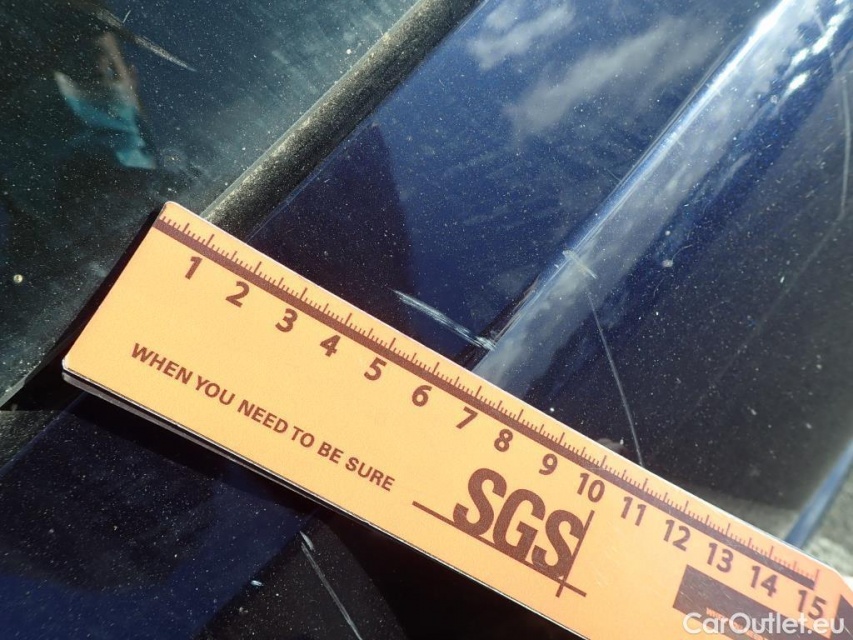 1 2 3 4 5 6 7 8 9 10 11 12 13 14 15
WHEN YOU NEED TO BE SURE
SGS
CarOutlet.eu